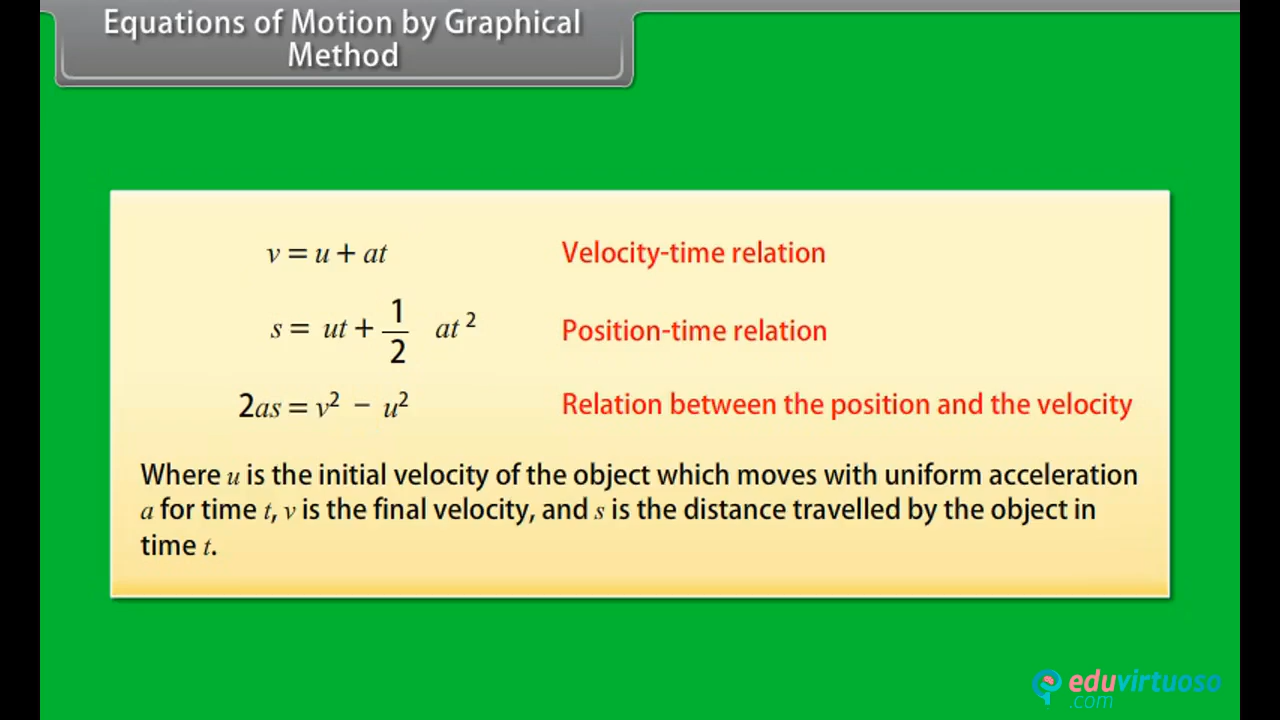 Equations of Motion by Graphical
Method
v = u + at Velocity-time relation
s = ut + 1/2 at² Position-time relation
2as = v² − u² Relation between the position and the velocity
Where u is the initial velocity of the object which moves with uniform acceleration
a for time t, v is the final velocity, and s is the distance travelled by the object in
time t.
eduvirtuoso
.com